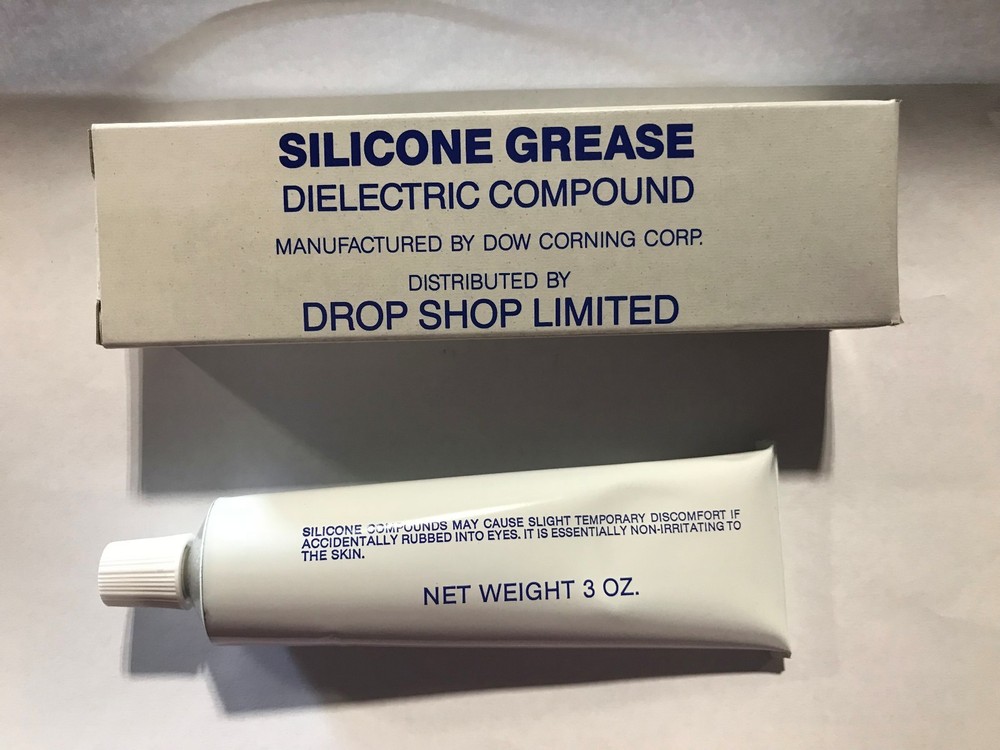 SILICONE GREASE
DIELECTRIC COMPOUND
MANUFACTURED BY DOW CORNING CORP.
DISTRIBUTED BY
DROP SHOP LIMITED
SILICONE COMPOUNDS MAY CAUSE SLIGHT TEMPORARY DISCOMFORT IF
ACCIDENTALLY RUBBED INTO EYES. IT IS ESSENTIALLY NON-IRRITATING TO
THE SKIN.
NET WEIGHT 3 OZ.